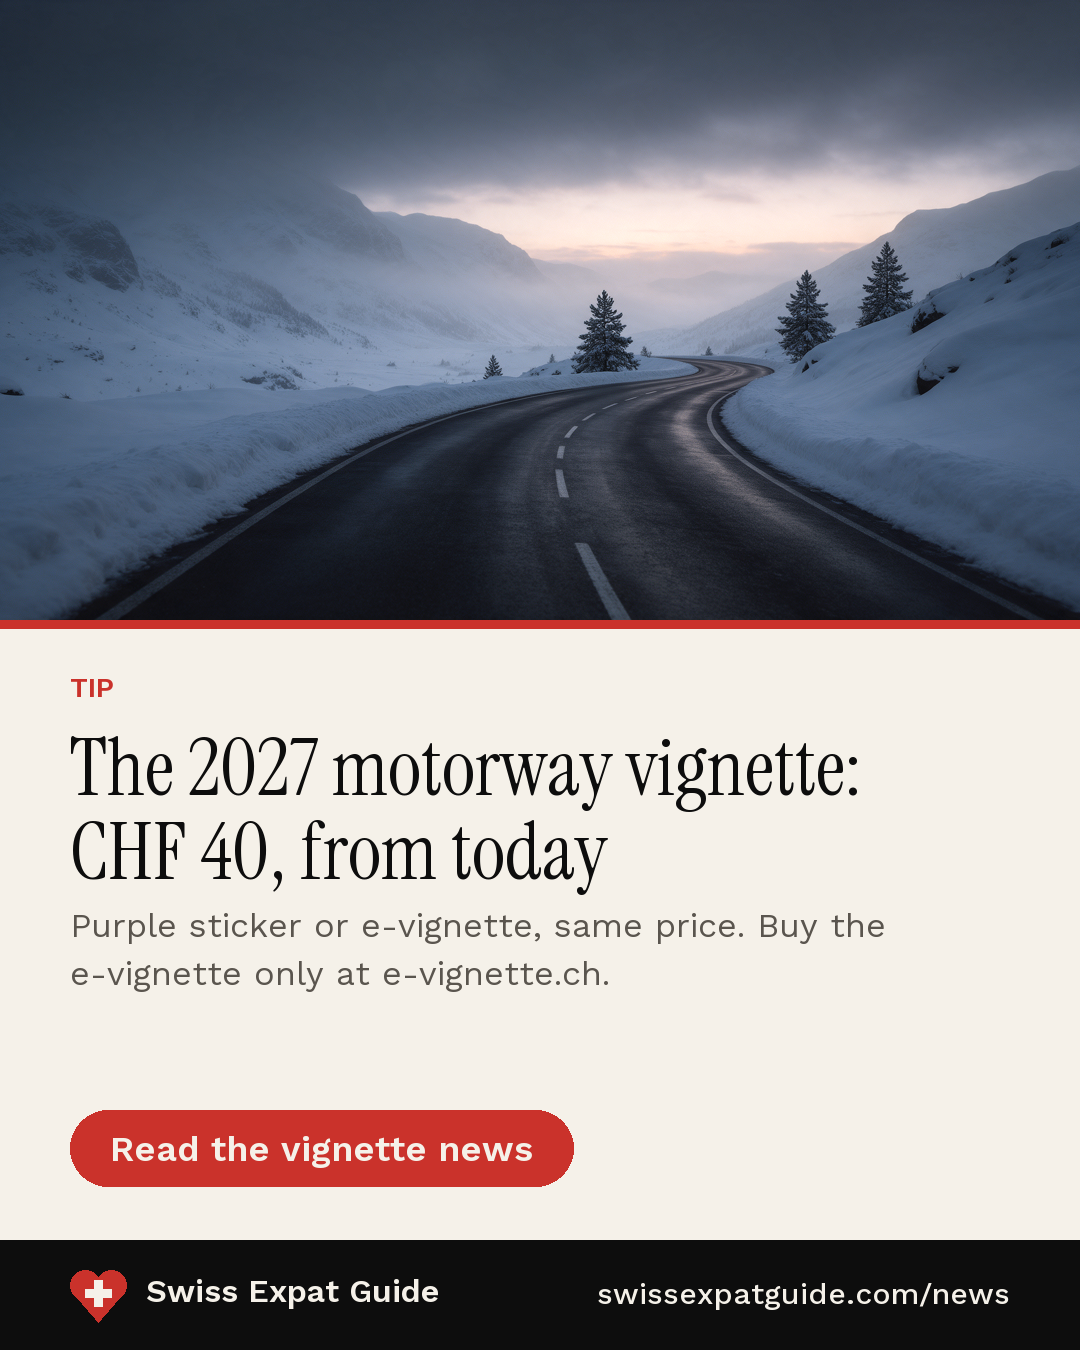 TIP
The 2027 motorway vignette:
CHF 40, from today
Purple sticker or e-vignette, same price. Buy the
e-vignette only at e-vignette.ch.
Read the vignette news
Swiss Expat Guide
swissexpatguide.com/news